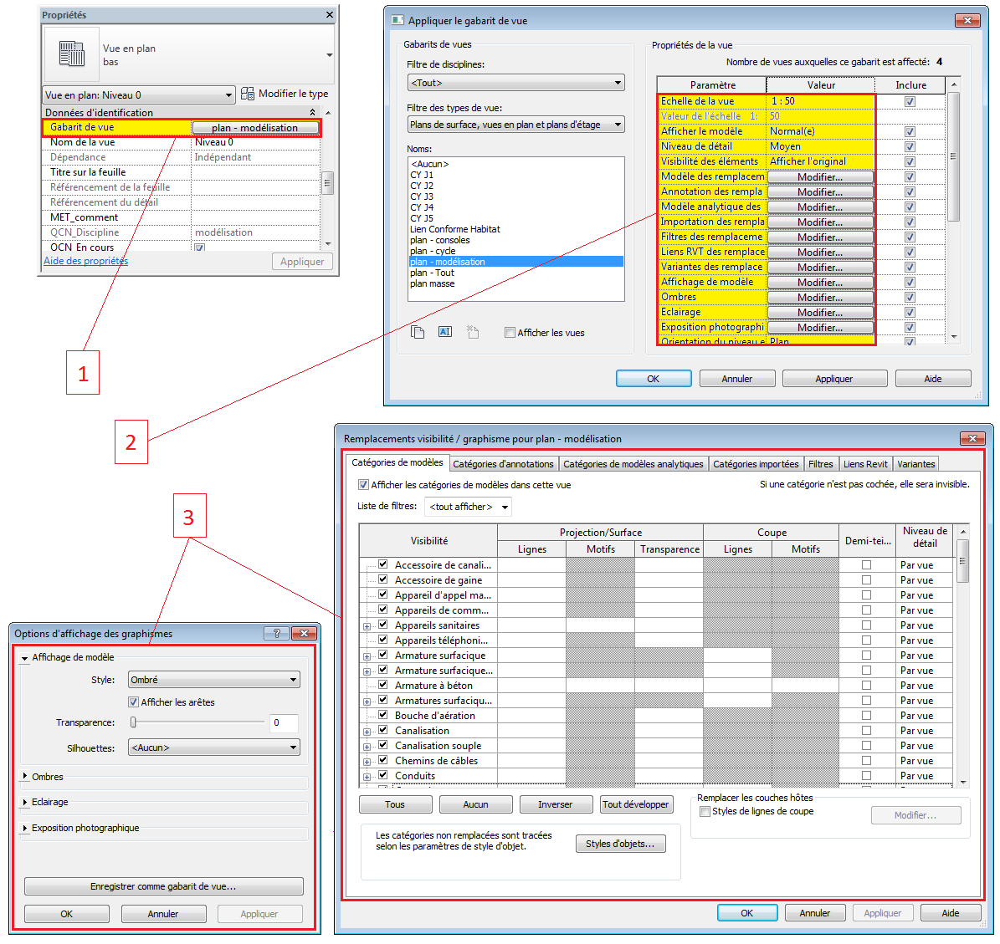 Propriétés
Vue en plan
bas
Vue en plan: Niveau 0
Modifier le type
Données d'identification
Gabarit de vue plan - modélisation
Nom de la vue Niveau 0
Dépendance Indépendant
Titre sur la feuille
Référencement de la feuille
Référencement du détail
MET_comment
QCN_Discipline modélisation
QCN En cours
Aide des propriétés
Appliquer
1
Appliquer le gabarit de vue
Gabarits de vues
Filtre de disciplines:
<Tout>
Filtre des types de vue:
Plans de surface, vues en plan et plans d'étage
Noms:
<Aucun>
CY J1
CY J2
CY J3
CY J4
CY J5
Lien Conforme Habitat
plan - consoles
plan - cycle
plan - modélisation
plan - Tout
plan masse
AI
Afficher les vues
Propriétés de la vue
Nombre de vues auxquelles ce gabarit est affecté: 4
Paramètre Valeur Inclure
Echelle de la vue 1 : 50
Valeur de l'échelle 1: 50
Afficher le modèle Normal(e)
Niveau de détail Moyen
Visibilité des éléments Afficher l'original
Modèle des remplacem Modifier...
Annotation des rempla Modifier...
Modèle analytique des Modifier...
Importation des rempla Modifier...
Filtres des remplaceme Modifier...
Liens RVT des remplace Modifier...
Variantes des remplace Modifier...
Affichage de modèle Modifier...
Ombres Modifier...
Eclairage Modifier...
Exposition photographi Modifier...
Orientation du niveau e Plan
OK Annuler Appliquer Aide
2
3
Remplacements visibilité / graphisme pour plan - modélisation
Catégories de modèles Catégories d'annotations Catégories de modèles analytiques Catégories importées Filtres Liens Revit Variantes
Afficher les catégories de modèles dans cette vue
Si une catégorie n'est pas cochée, elle sera invisible.
Liste de filtres: <tout afficher>
Visibilité Projection/Surface Coupe Demi-tei... Niveau de détail
Lignes Motifs Transparence Lignes Motifs
Accessoire de canali... Par vue
Accessoire de gaine Par vue
Appareil d'appel ma... Par vue
Appareils de comm... Par vue
Appareils sanitaires Par vue
Appareils téléphoni... Par vue
Armature surfacique Par vue
Armature surfacique... Par vue
Armature à béton Par vue
Armatures surfaciqu... Par vue
Bouche d'aération Par vue
Canalisation Par vue
Canalisation souple Par vue
Chemins de câbles Par vue
Conduits Par vue
Tous Aucun Inverser Tout développer
Remplacer les couches hôtes
Styles de lignes de coupe
Modifier...
Les catégories non remplacées sont tracées
selon les paramètres de style d'objet.
Styles d'objets...
OK Annuler Appliquer Aide
Options d'affichage des graphismes
?
Affichage de modèle
Style: Ombré
Afficher les arêtes
Transparence: 0
Silhouettes: <Aucun>
Ombres
Eclairage
Exposition photographique
Enregistrer comme gabarit de vue...
OK Annuler Appliquer